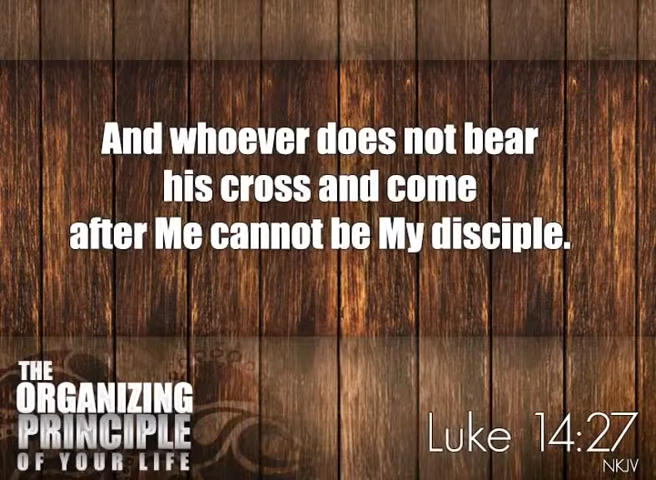 And whoever does not bear
his cross and come
after Me cannot be My disciple.
THE
ORGANIZING
PRINCIPLE
OF YOUR LIFE
Luke 14:27
NKJV